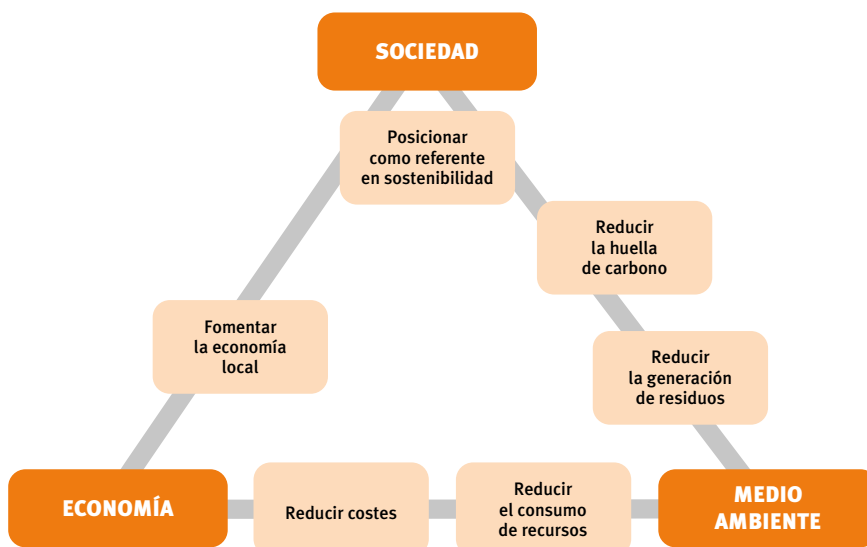 SOCIEDAD
Posicionar
como referente
en sostenibilidad
Reducir
la huella
de carbono
Fomentar
la economía
local
Reducir
la generación
de residuos
ECONOMÍA
Reducir costes
Reducir
el consumo
de recursos
MEDIO
AMBIENTE